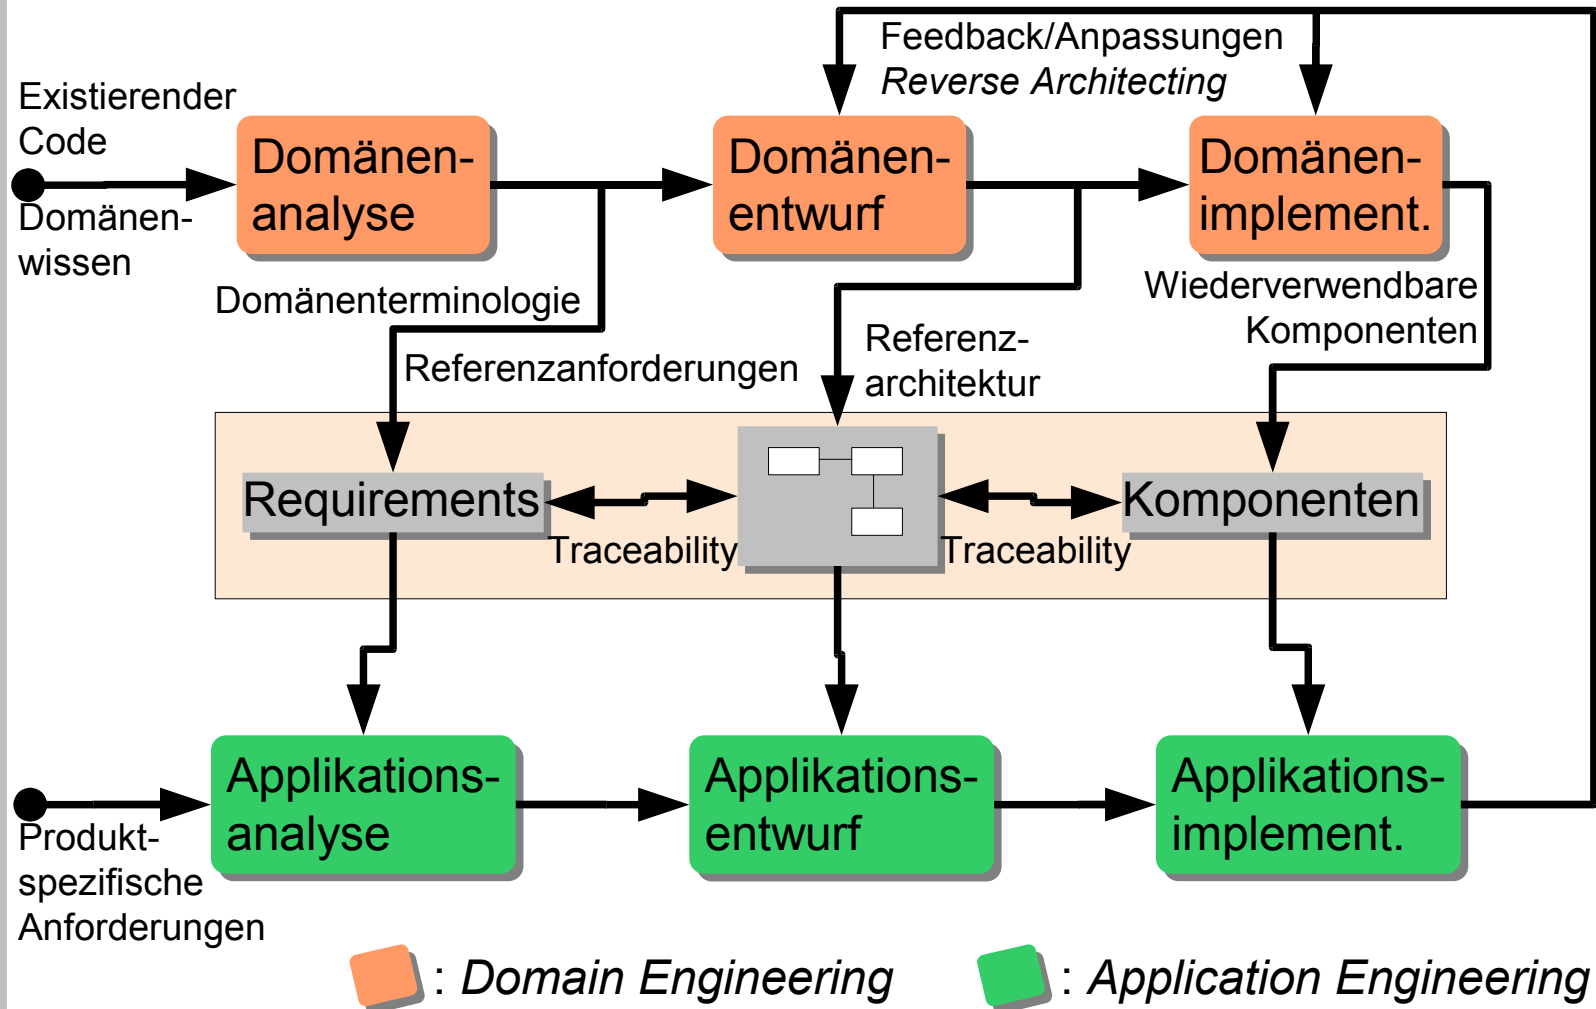 Feedback/Anpassungen
Reverse Architecting
Existierender
Code
Domänen-
wissen
Domänen-
analyse
Domänen-
entwurf
Domänen-
implement.
Domänenterminologie
Referenzanforderungen
Referenz-
architektur
Wiederverwendbare
Komponenten
Requirements
Traceability
Traceability
Komponenten
Applikations-
analyse
Applikations-
entwurf
Applikations-
implement.
Produkt-
spezifische
Anforderungen
: Domain Engineering
: Application Engineering